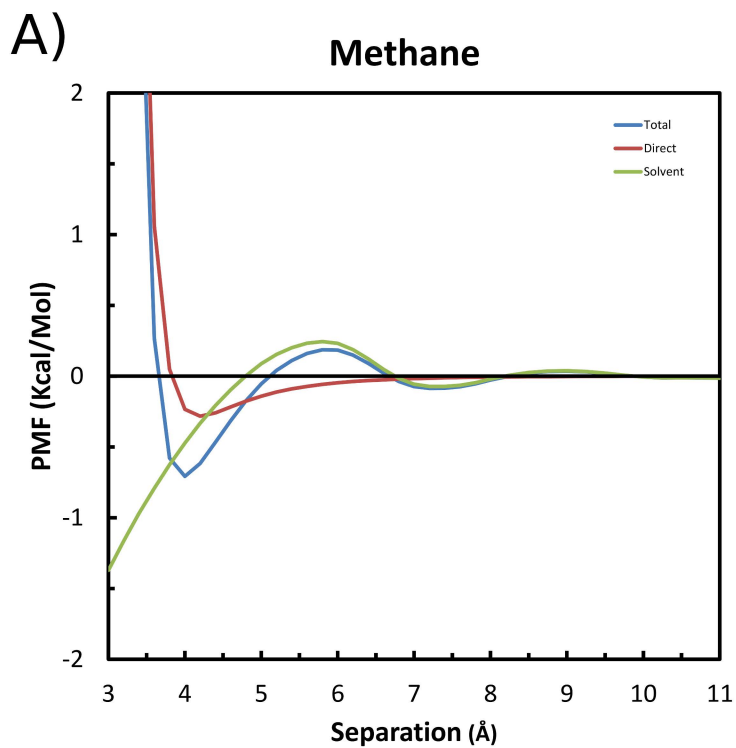 A)
Methane
2
1
0
-1
-2
PMF (Kcal/Mol)
Total
Direct
Solvent
3 4 5 6 7 8 9 10 11
Separation (Å)